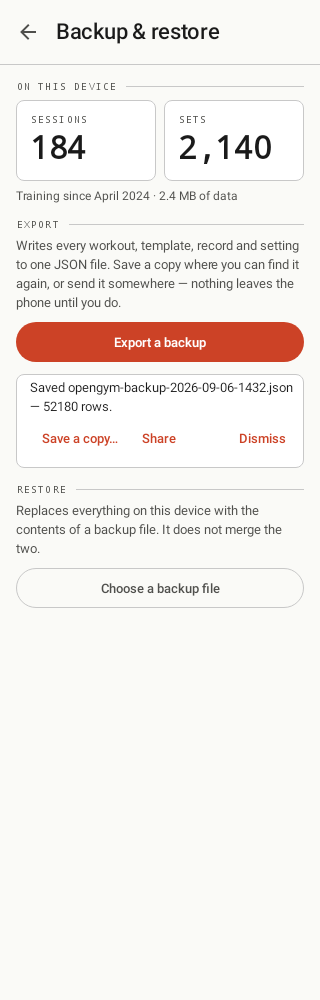 Backup & restore
ON THIS DEVICE
SESSIONS
184
SETS
2,140
Training since April 2024 · 2.4 MB of data
EXPORT
Writes every workout, template, record and setting
to one JSON file. Save a copy where you can find it
again, or send it somewhere — nothing leaves the
phone until you do.
Export a backup
Saved opengym-backup-2026-09-06-1432.json
— 52180 rows.
Save a copy…
Share
Dismiss
RESTORE
Replaces everything on this device with the
contents of a backup file. It does not merge the
two.
Choose a backup file